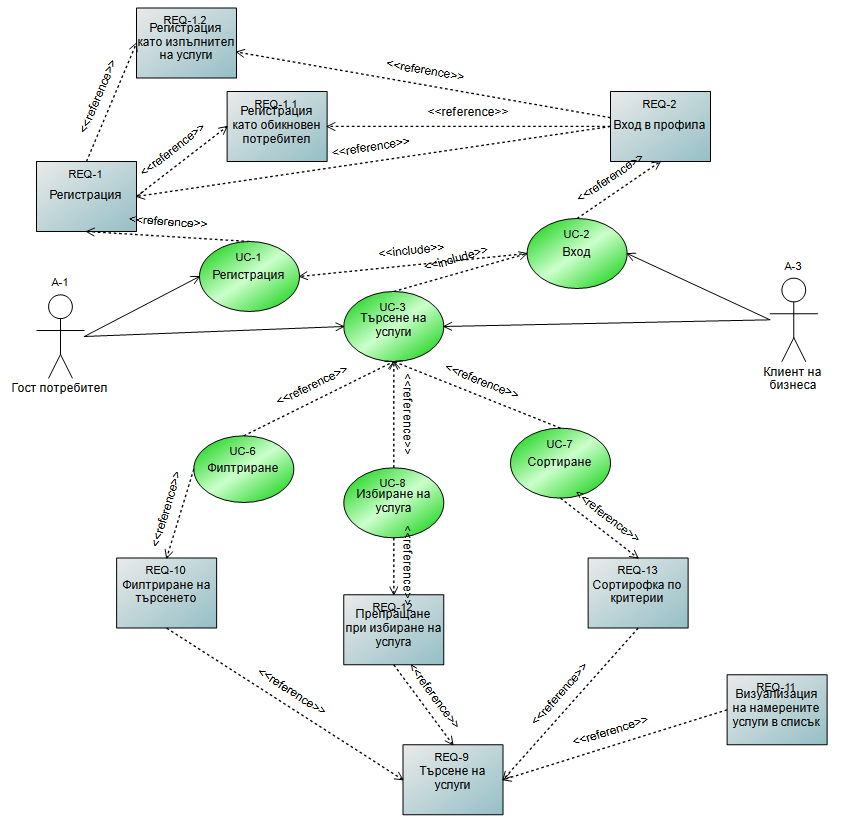 REQ-1.2
Регистрация
като изпълнител
на услуги
<<reference>>
<<reference>>
REQ-1.1
Регистрация
като обикновен
потребител
<<reference>>
REQ-2
Вход в профила
<<reference>>
<<reference>>
REQ-1
Регистрация
<<reference>>
<<reference>>
UC-1
Регистрация
<<include>>
<<include>>
UC-2
Вход
A-1
Гост потребител
A-3
Клиент на
бизнеса
UC-3
Търсене на
услуги
<<reference>>
<<reference>>
<<reference>>
UC-6
Филтриране
UC-8
Избиране на
услуга
UC-7
Сортиране
<<reference>>
<<reference>>
<<reference>>
REQ-10
Филтриране на
търсенето
REQ-12
Препращане
при избиране на
услуга
REQ-13
Сортирофка по
критерии
<<reference>>
<<reference>>
<<reference>>
REQ-11
Визуализация
на намерените
услуги в списък
<<reference>>
REQ-9
Търсене на
услуги